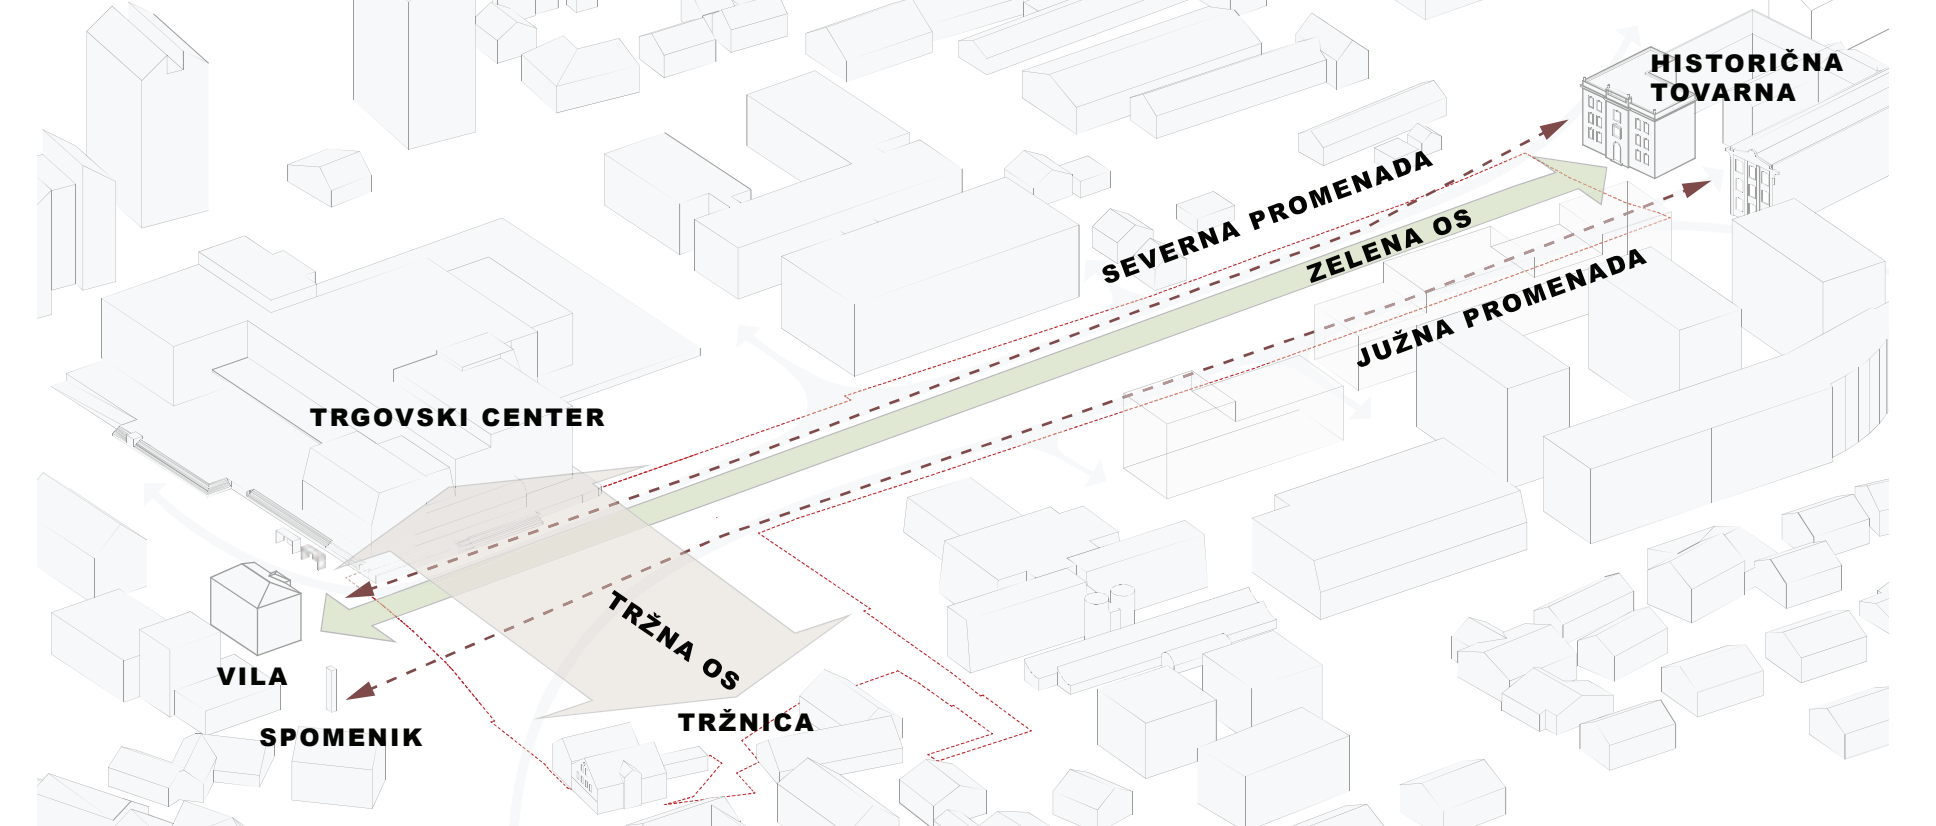 HISTORIČNA
TOVARNA
SEVERNA PROMENADA
ZELENA OS
JUŽNA PROMENADA
TRGOVSKI CENTER
TRŽNA OS
VILA
TRŽNICA
SPOMENIK